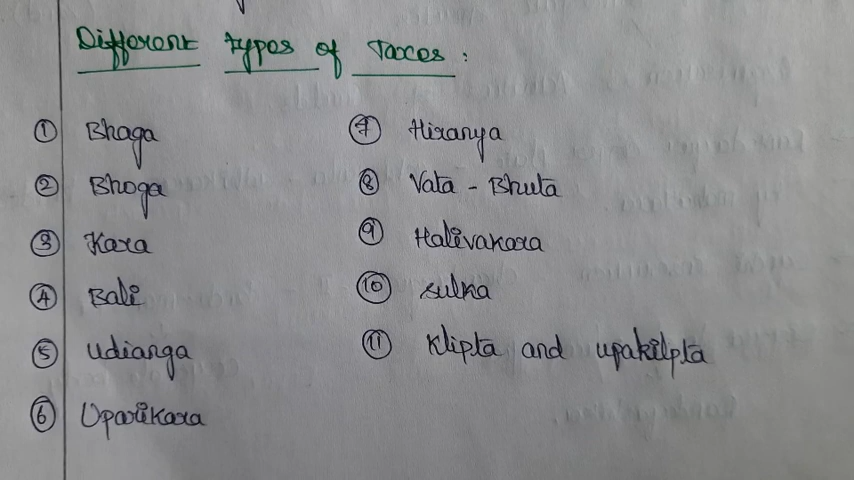 Different types of Taxes :
① Bhaga
② Bhoga
③ Kara
④ Bali
⑤ Udianga
⑥ Uparikara
⑦ Hiranya
⑧ Vata - Bhuta
⑨ Halivakara
⑩ sulka
⑪ Klipta and upakilpta